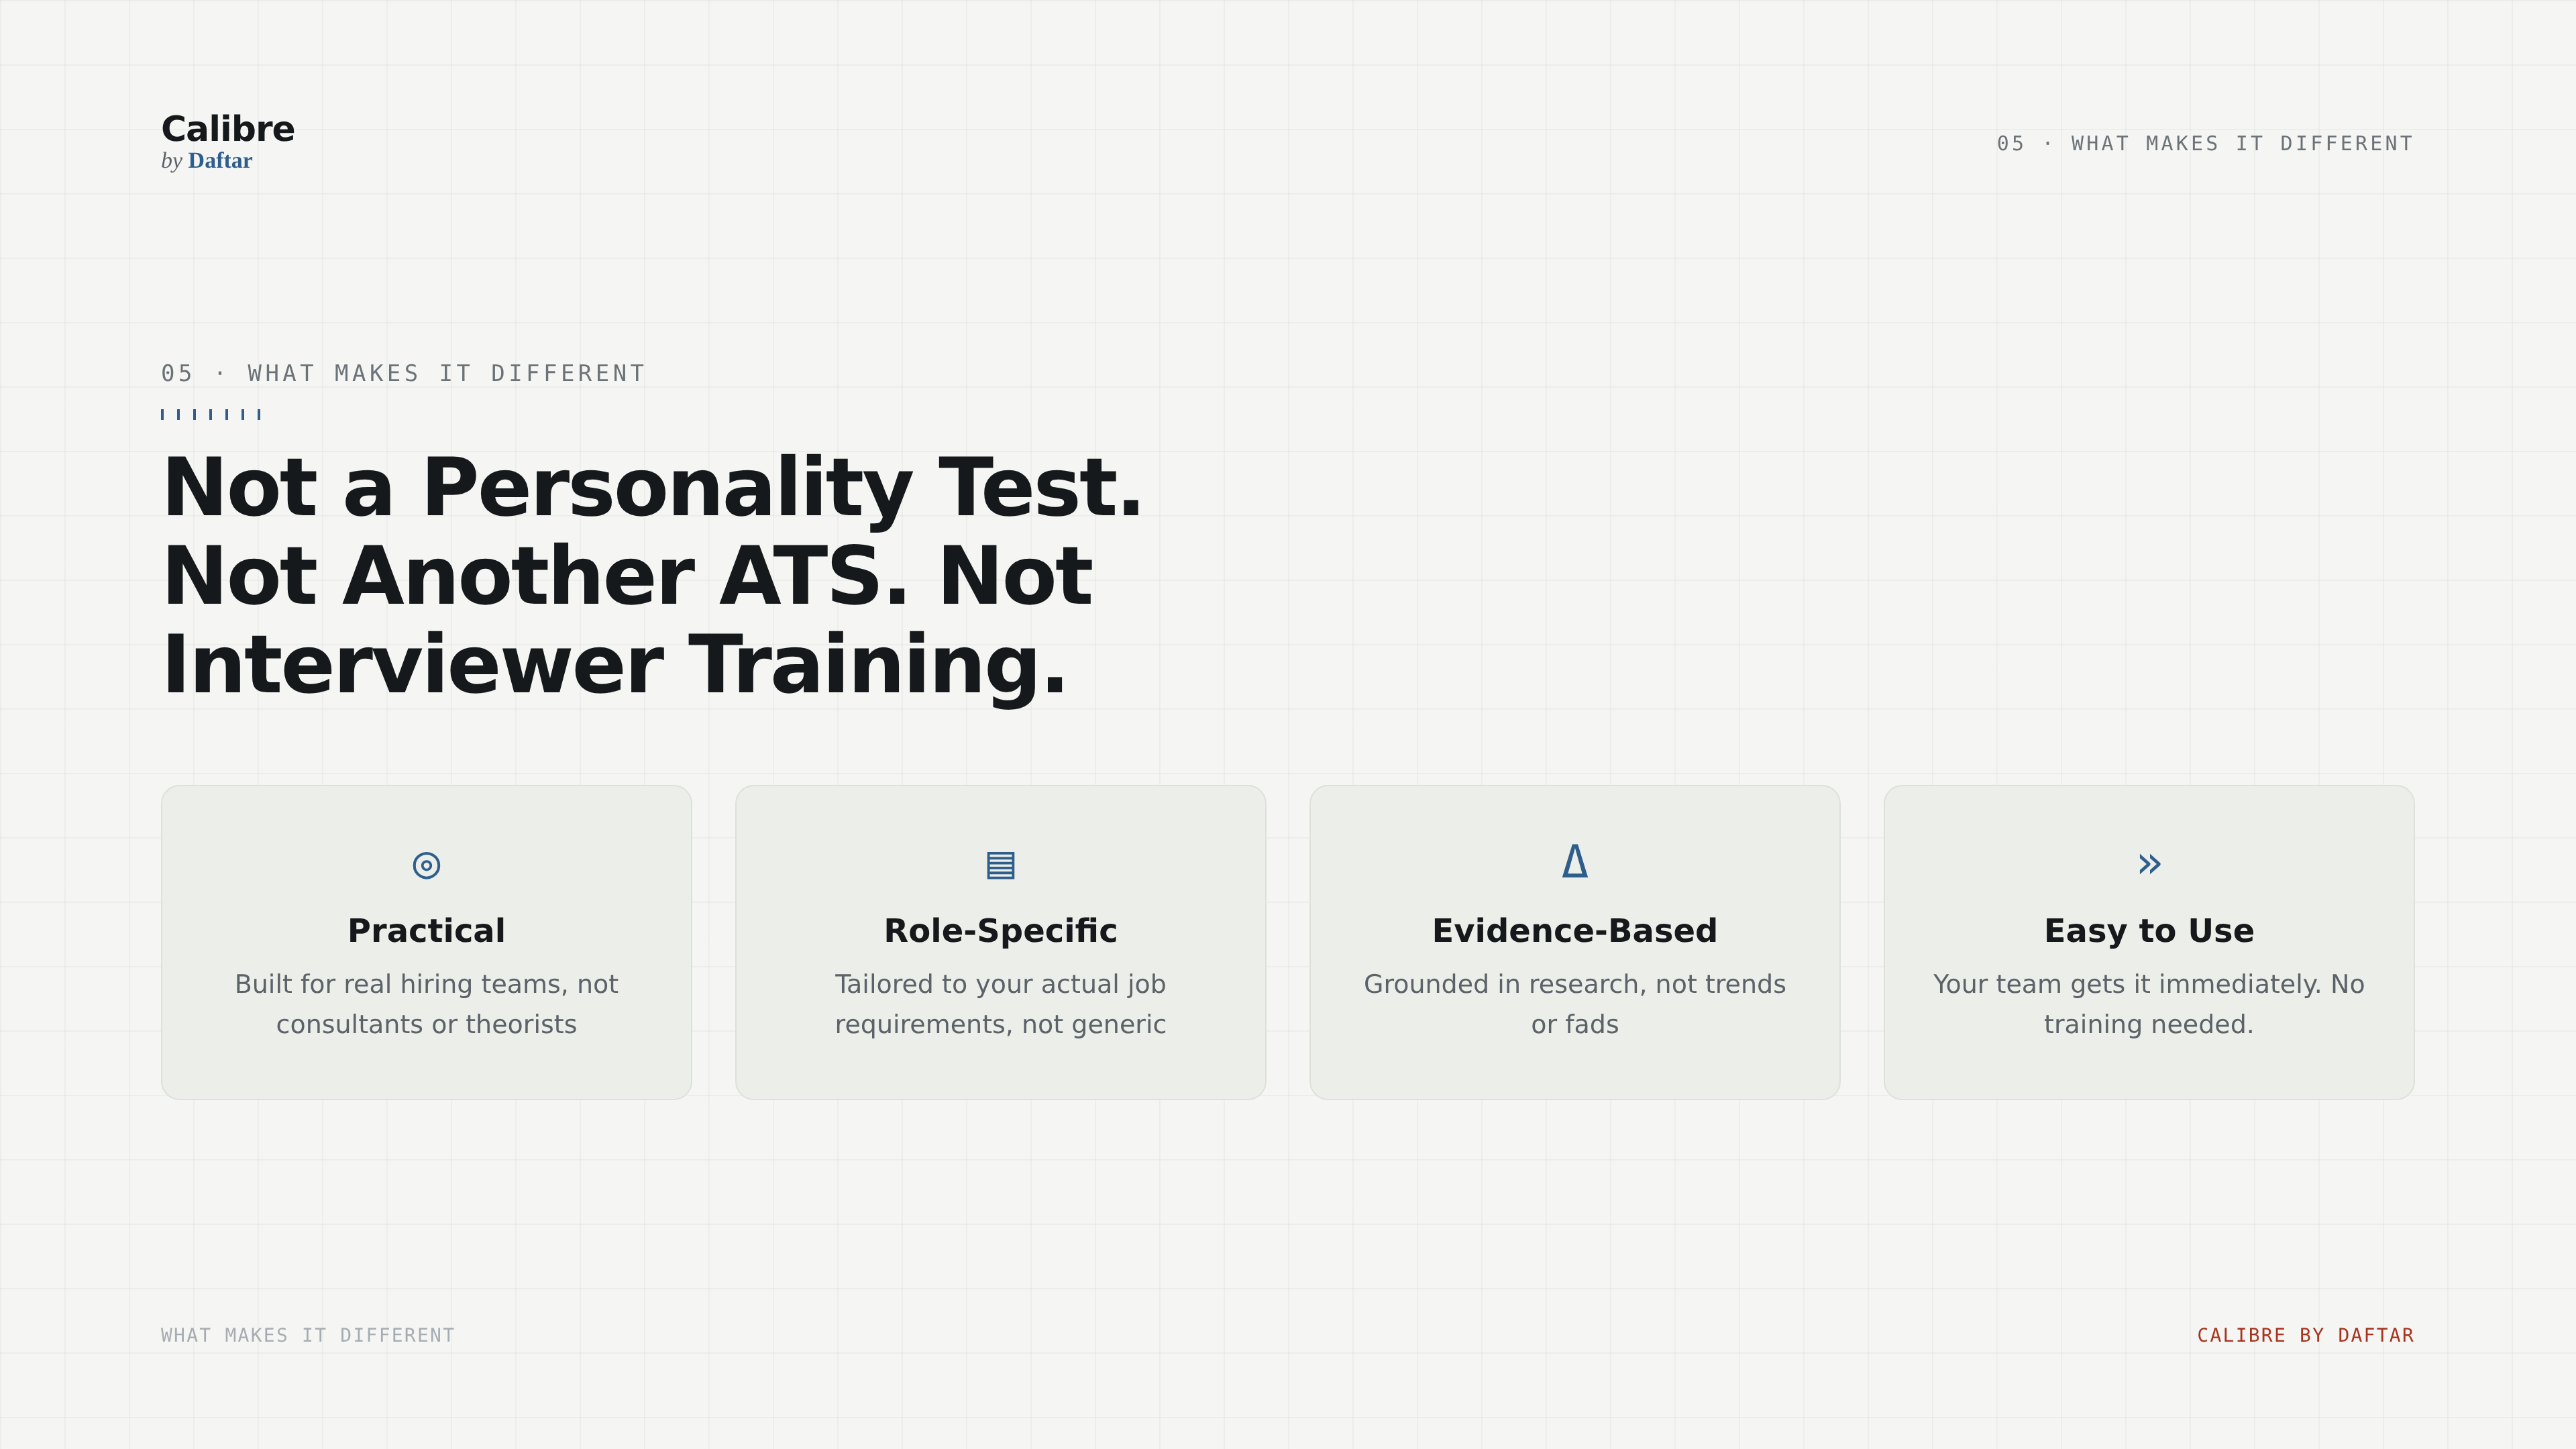 Calibre
by Daftar
05 · WHAT MAKES IT DIFFERENT
05 · WHAT MAKES IT DIFFERENT
Not a Personality Test.
Not Another ATS. Not
Interviewer Training.
◎
Practical
Built for real hiring teams, not
consultants or theorists
▤
Role-Specific
Tailored to your actual job
requirements, not generic
Δ
Evidence-Based
Grounded in research, not trends
or fads
»
Easy to Use
Your team gets it immediately. No
training needed.
WHAT MAKES IT DIFFERENT
CALIBRE BY DAFTAR